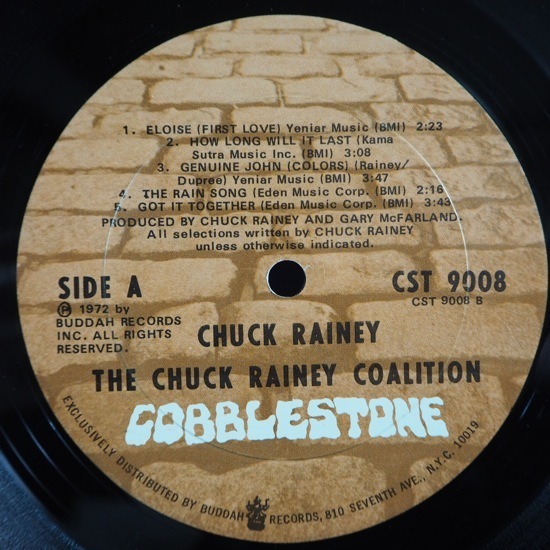 1. ELOISE (FIRST LOVE) Yeniar Music (BMI) 2:23
2. HOW LONG WILL IT LAST (Kama
Sutra Music Inc. (BMI) 3:08
3. GENUINE JOHN (COLORS) (Rainey/
Dupree) Yeniar Music (BMI) 3:47
4. THE RAIN SONG (Eden Music Corp. (BMI) 2:16
5. GOT IT TOGETHER (Eden Music Corp. (BMI) 3:43
PRODUCED BY CHUCK RAINEY AND GARY McFARLAND.
All selections written by CHUCK RAINEY
unless otherwise indicated.
SIDE A
℗ 1972 by
BUDDAH RECORDS
INC. ALL RIGHTS
RESERVED.
CST 9008
CST 9008 B
CHUCK RAINEY
THE CHUCK RAINEY COALITION
COBBLESTONE
EXCLUSIVELY DISTRIBUTED BY BUDDAH RECORDS, 810 SEVENTH AVE., N.Y.C. 10019